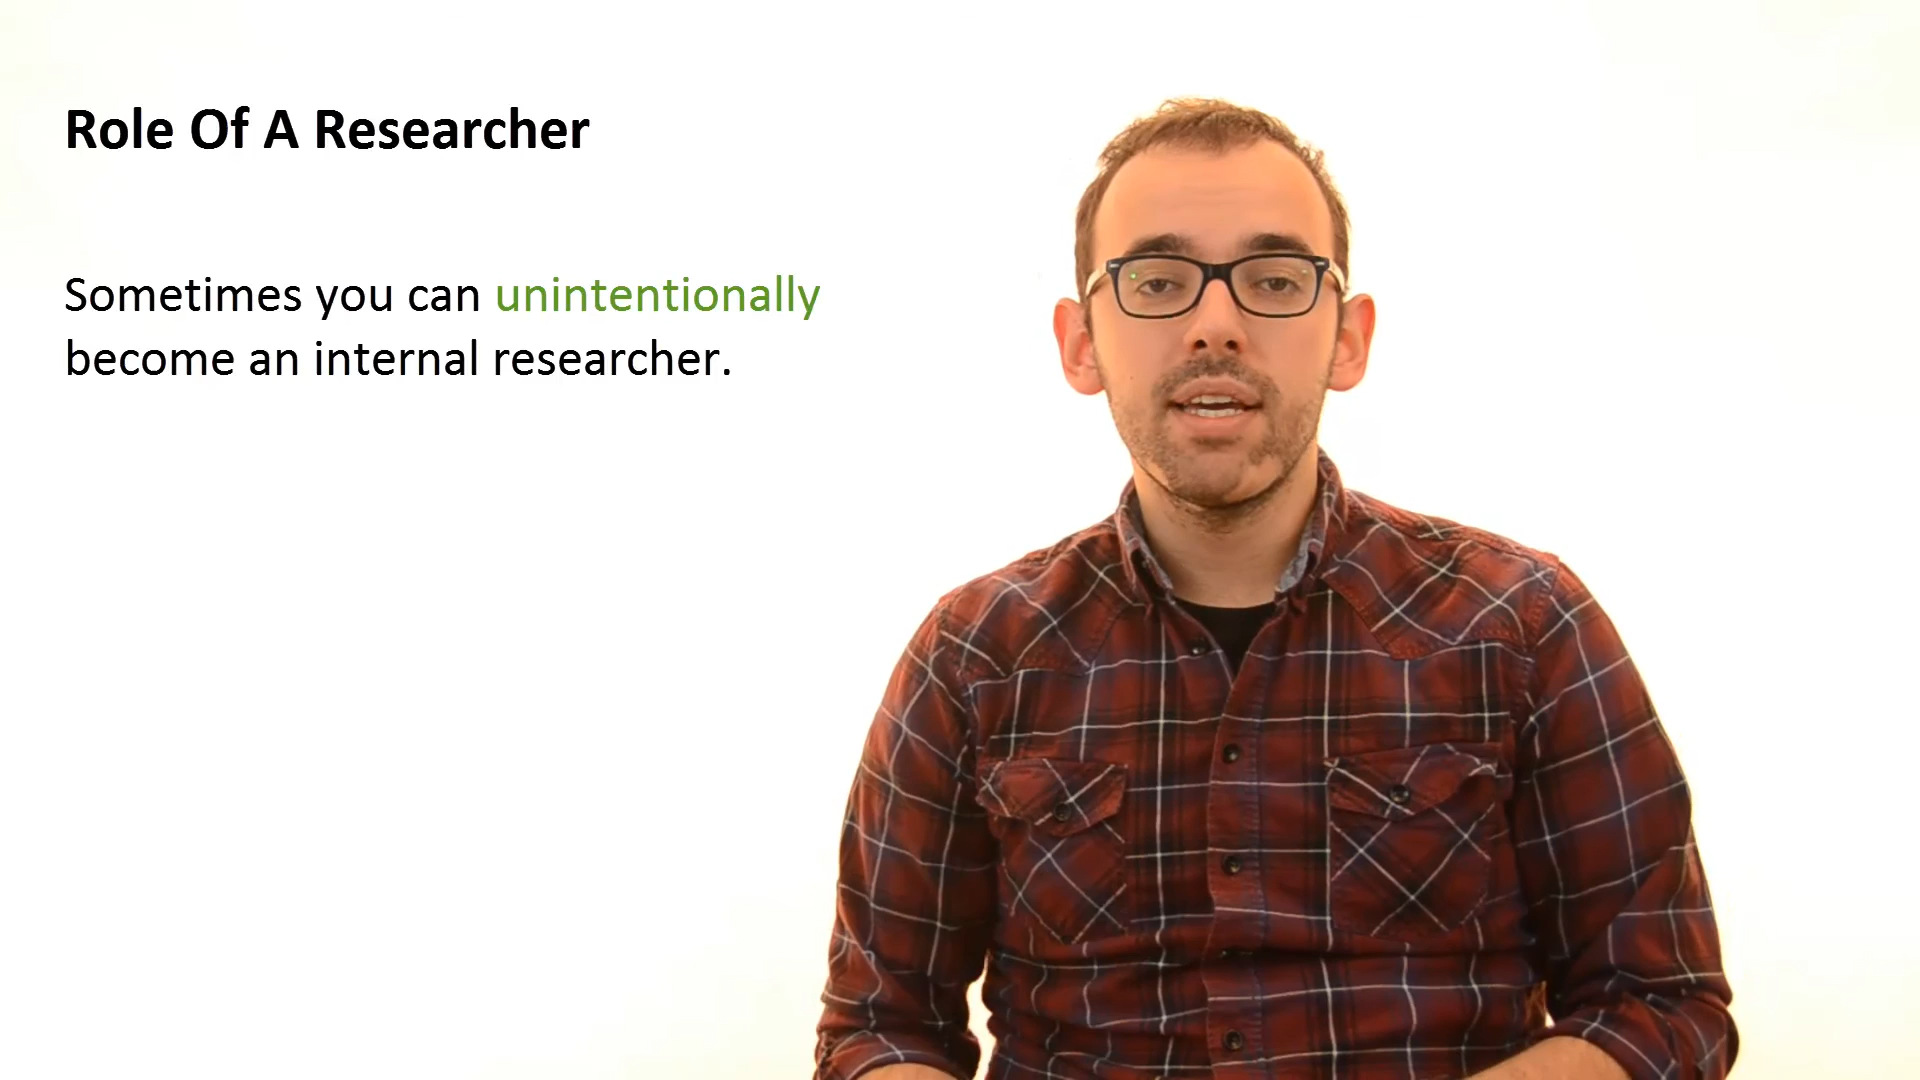 Role Of A Researcher
Sometimes you can unintentionally
become an internal researcher.